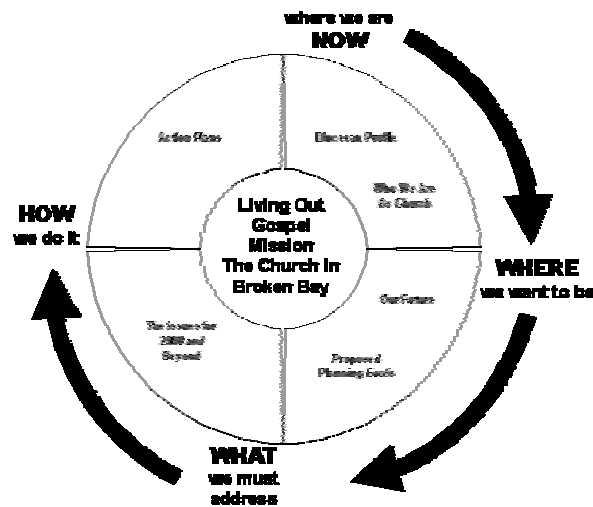 where we are
NOW
Action Plans
Diocesan Profile
Who We Are
As Church
Living Out
Gospel
Mission
The Church in
Broken Bay
HOW
we do it
WHERE
we want to be
Our Future
The Issues for
and
Beyond
Proposed
Planning Goals
WHAT
we must
address